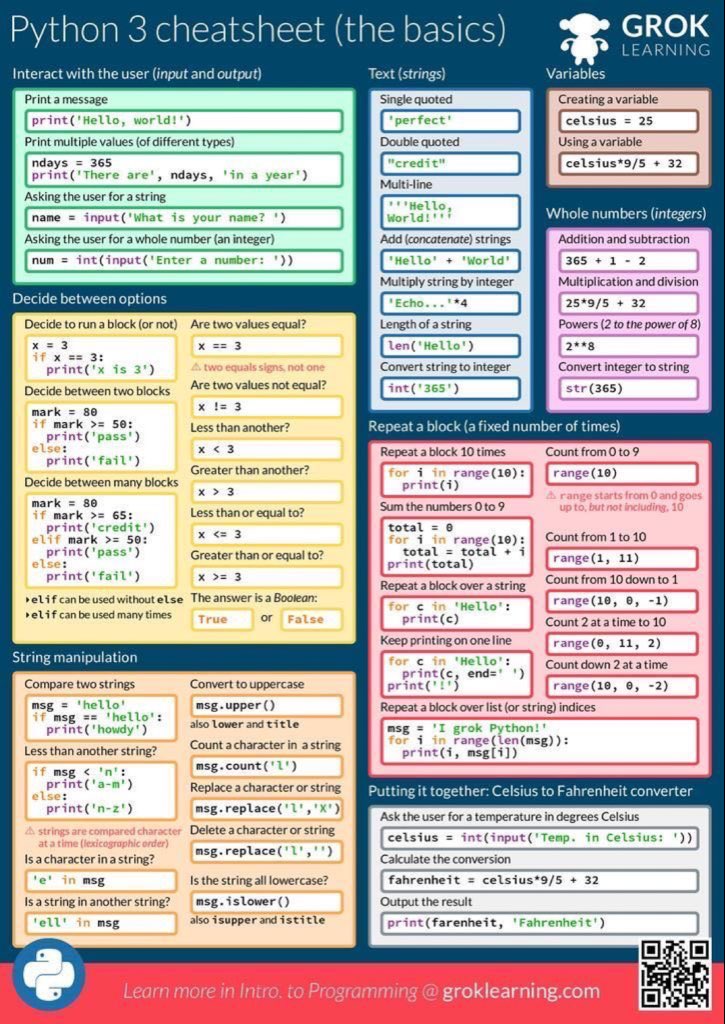 Python 3 cheatsheet (the basics)
GROK
LEARNING
Interact with the user (input and output)
Print a message
print('Hello, world!')
Print multiple values (of different types)
ndays = 365
print('There are', ndays, 'in a year')
Asking the user for a string
name = input('What is your name? ')
Asking the user for a whole number (an integer)
num = int(input('Enter a number: '))
Decide between options
Decide to run a block (or not)
x = 3
if x == 3:
  print('x is 3')
Decide between two blocks
mark = 80
if mark >= 50:
  print('pass')
else:
  print('fail')
Decide between many blocks
mark = 80
if mark >= 65:
  print('credit')
elif mark >= 50:
  print('pass')
else:
  print('fail')
‣elif can be used without else
‣elif can be used many times
Are two values equal?
x == 3
⚠ two equals signs, not one
Are two values not equal?
x != 3
Less than another?
x < 3
Greater than another?
x > 3
Less than or equal to?
x <= 3
Greater than or equal to?
x >= 3
The answer is a Boolean:
True or False
String manipulation
Compare two strings
msg = 'hello'
if msg == 'hello':
  print('howdy')
Less than another string?
if msg < 'n':
  print('a-m')
else:
  print('n-z')
⚠ strings are compared character
at a time (lexicographic order)
Is a character in a string?
'e' in msg
Is a string in another string?
'ell' in msg
Convert to uppercase
msg.upper()
also lower and title
Count a character in a string
msg.count('l')
Replace a character or string
msg.replace('l','X')
Delete a character or string
msg.replace('l','')
Is the string all lowercase?
msg.islower()
also isupper and istitle
Text (strings)
Single quoted
'perfect'
Double quoted
"credit"
Multi-line
'''Hello,
World!'''
Add (concatenate) strings
'Hello' + 'World'
Multiply string by integer
'Echo...'*4
Length of a string
len('Hello')
Convert string to integer
int('365')
Variables
Creating a variable
celsius = 25
Using a variable
celsius*9/5 + 32
Whole numbers (integers)
Addition and subtraction
365 + 1 - 2
Multiplication and division
25*9/5 + 32
Powers (2 to the power of 8)
2**8
Convert integer to string
str(365)
Repeat a block (a fixed number of times)
Repeat a block 10 times
for i in range(10):
  print(i)
Sum the numbers 0 to 9
total = 0
for i in range(10):
  total = total + i
print(total)
Repeat a block over a string
for c in 'Hello':
  print(c)
Keep printing on one line
for c in 'Hello':
  print(c, end=' ')
print('!')
Count from 0 to 9
range(10)
⚠ range starts from 0 and goes
up to, but not including, 10
Count from 1 to 10
range(1, 11)
Count from 10 down to 1
range(10, 0, -1)
Count 2 at a time to 10
range(0, 11, 2)
Count down 2 at a time
range(10, 0, -2)
Repeat a block over list (or string) indices
msg = 'I grok Python!'
for i in range(len(msg)):
  print(i, msg[i])
Putting it together: Celsius to Fahrenheit converter
Ask the user for a temperature in degrees Celsius
celsius = int(input('Temp. in Celsius: '))
Calculate the conversion
fahrenheit = celsius*9/5 + 32
Output the result
print(farenheit, 'Fahrenheit')
Learn more in Intro. to Programming @ groklearning.com